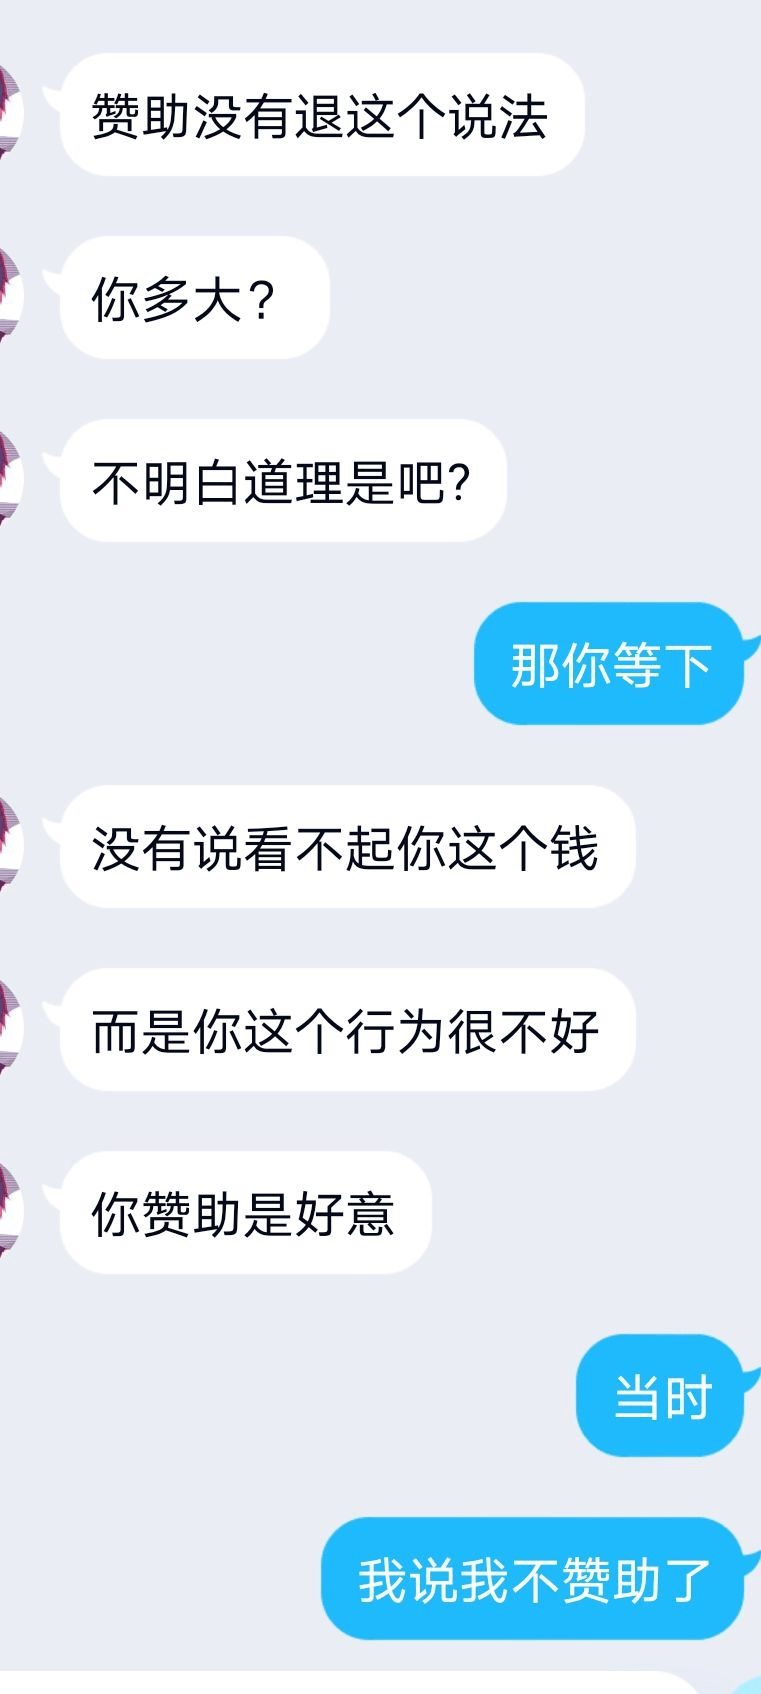 赞助没有退这个说法
你多大？
不明白道理是吧？
那你等下
没有说看不起你这个钱
而是你这个行为很不好
你赞助是好意
当时
我说我不赞助了